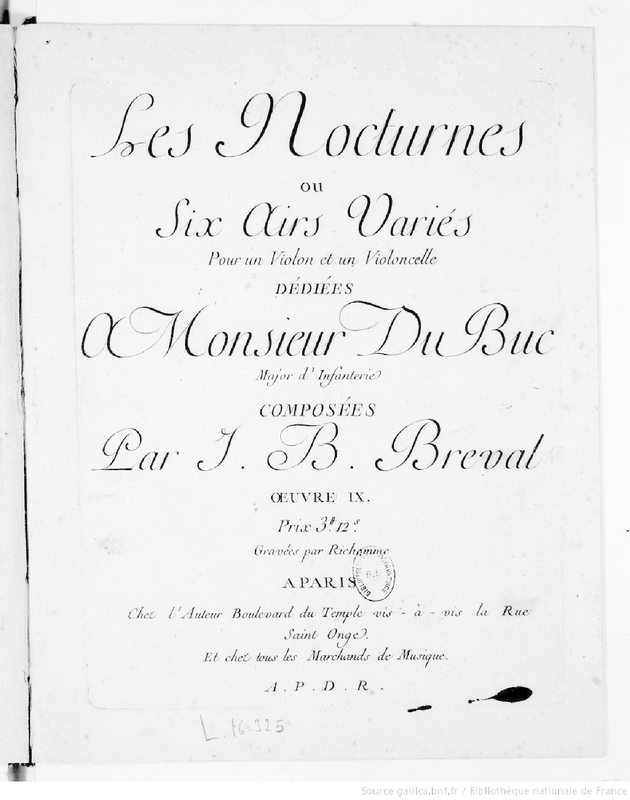 Les Nocturnes
OU
Six Airs Variés
Pour un Violon et un Violoncelle
DÉDIÉES
A Monsieur Du Buc
Major d'Infanterie
COMPOSÉES
Par J. B. Breval
ŒUVRE IX.
Prix 3.# 12.s
Gravées par Richomme
A PARIS
Chez l'Auteur Boulevard du Temple vis-à-vis la Rue
Saint Onge.
Et chez tous les Marchands de Musique.
A. P. D. R.
L. 16.325
Source gallica.bnf.fr / Bibliothèque nationale de France